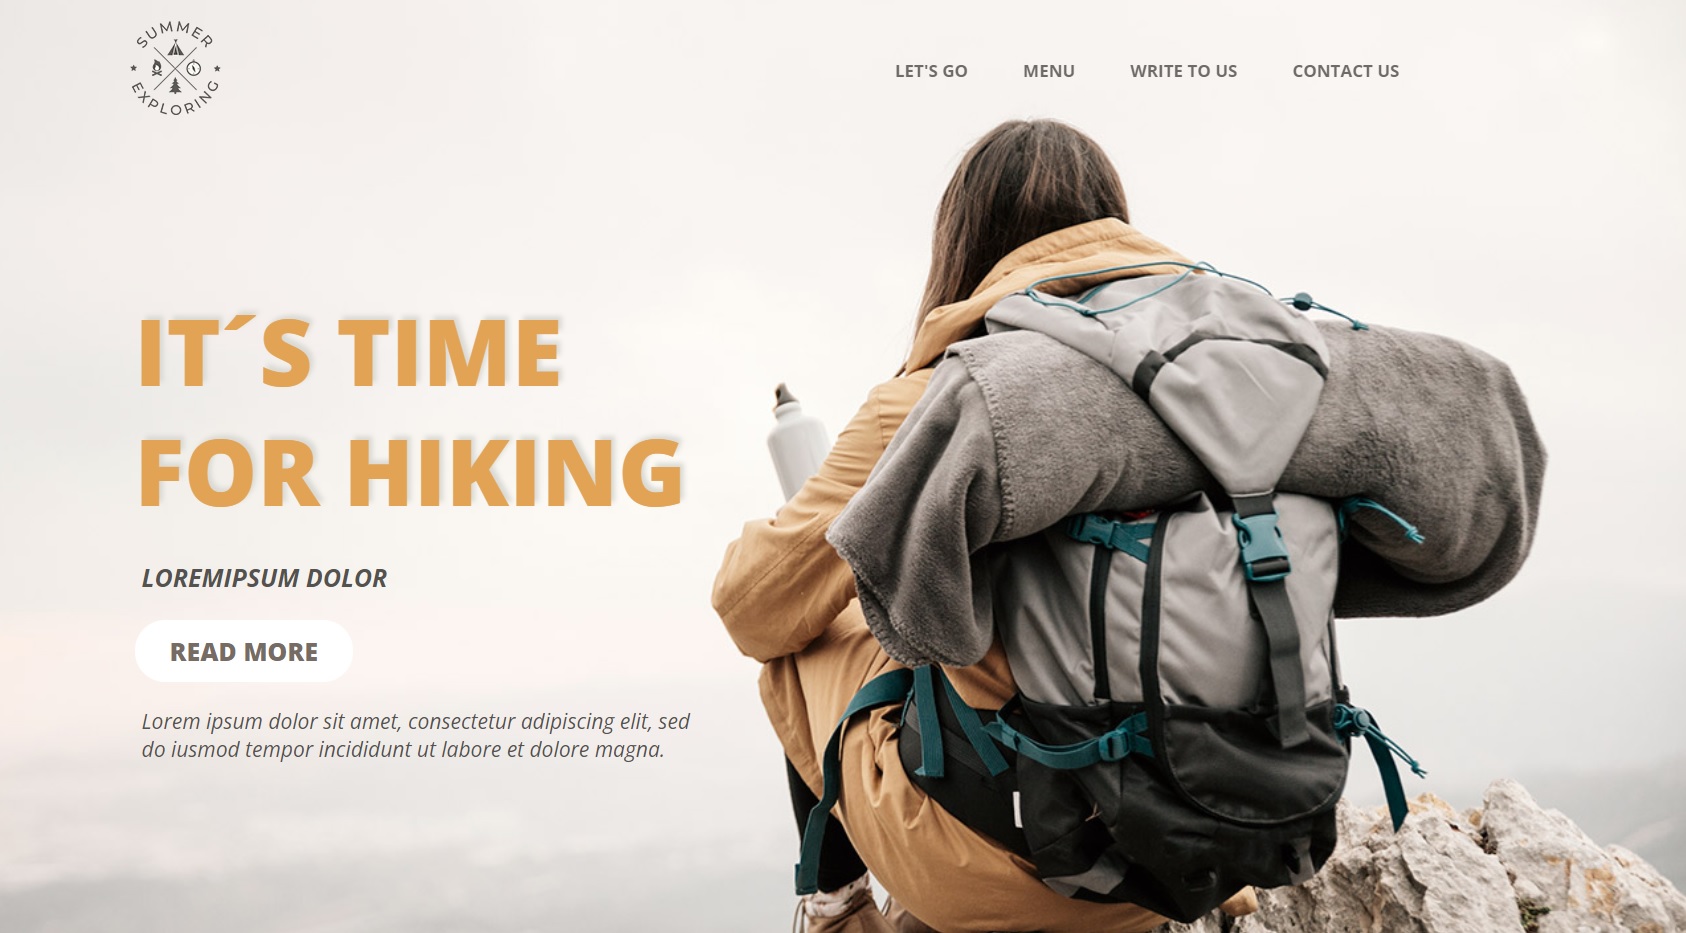 SUMMER
EXPLORING
LET'S GO
MENU
WRITE TO US
CONTACT US
IT´S TIME
FOR HIKING
LOREMIPSUM DOLOR
READ MORE
Lorem ipsum dolor sit amet, consectetur adipiscing elit, sed
do iusmod tempor incididunt ut labore et dolore magna.